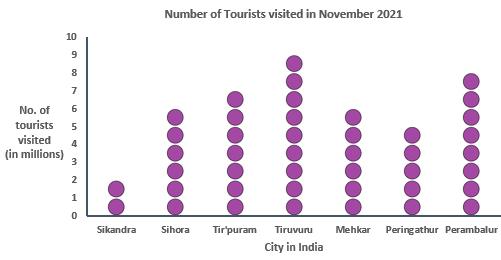 Number of Tourists visited in November 2021
10
9
8
7
6
5
4
3
2
1
0
No. of
tourists
visited
(in millions)
Sikandra Sihora Tir'puram Tiruvuru Mehkar Peringathur Perambalur
City in India